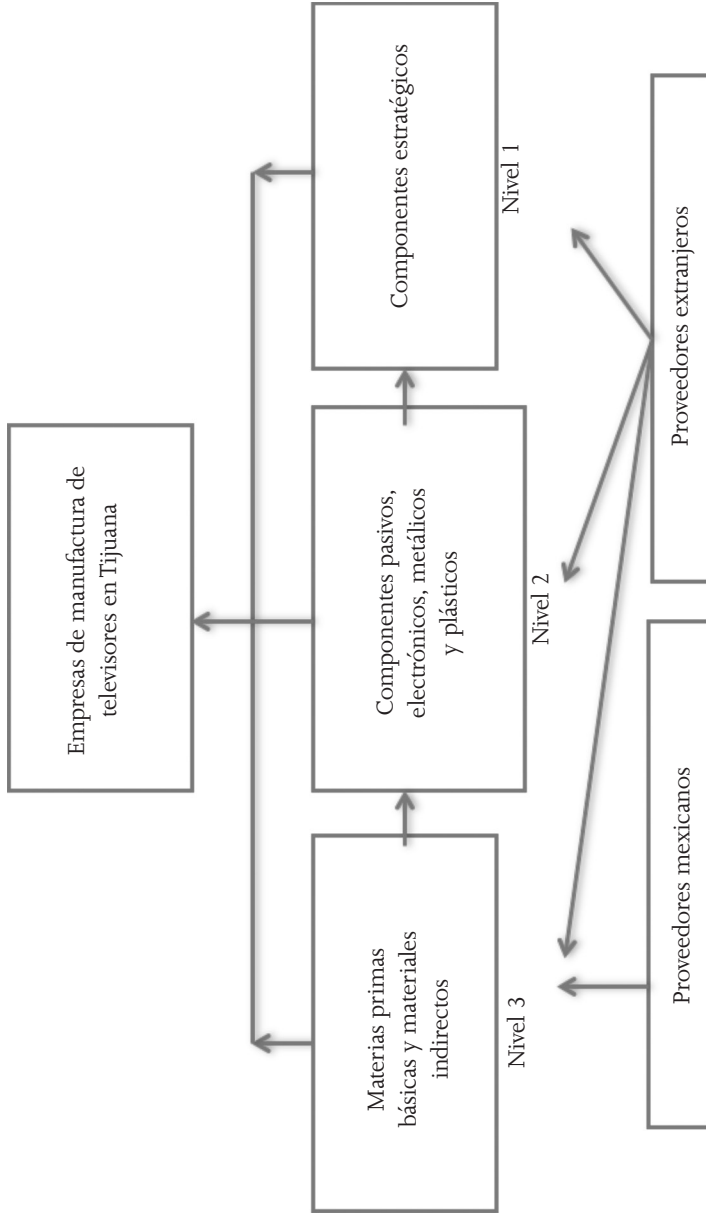 Empresas de manufactura de
televisores en Tijuana
Materias primas
básicas y materiales
indirectos
Nivel 3
Componentes pasivos,
electrónicos, metálicos
y plásticos
Nivel 2
Componentes estratégicos
Nivel 1
Proveedores mexicanos
Proveedores extranjeros